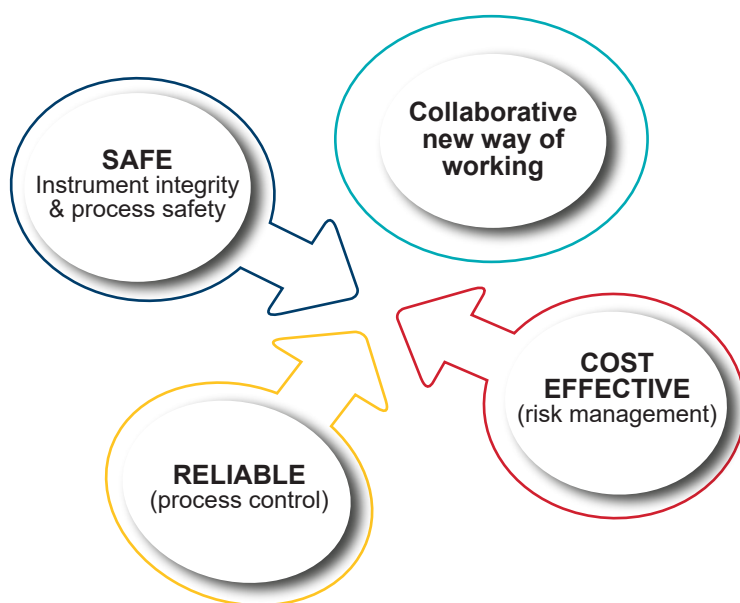 Collaborative
new way of
working
SAFE
Instrument integrity
& process safety
COST
EFFECTIVE
(risk management)
RELIABLE
(process control)